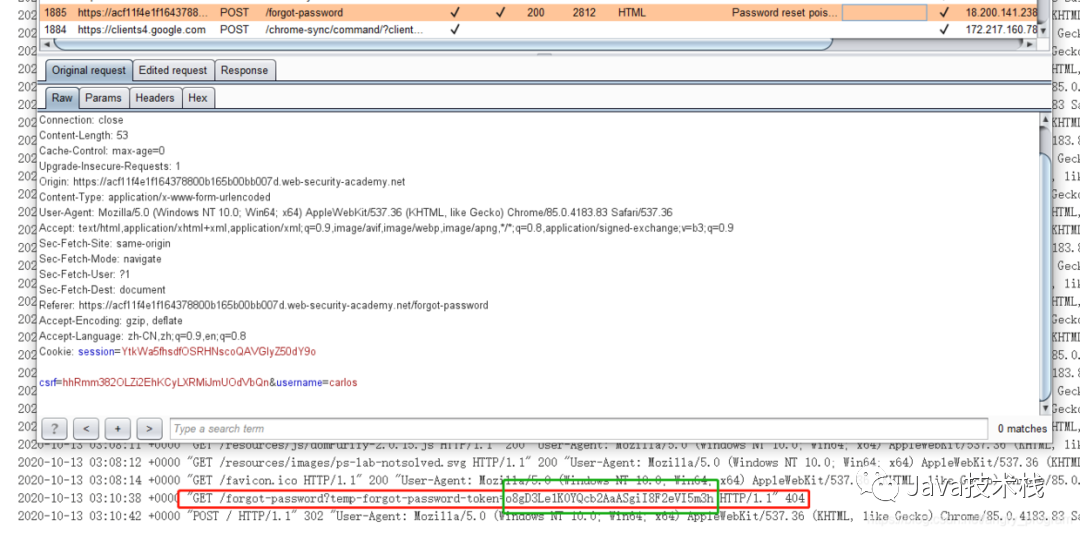 1885 https://acf11f4e1f1643788... POST /forgot-password ✓ ✓ 200 2812 HTML Password reset pois... ✓ 18.200.141.238
1884 https://clients4.google.com POST /chrome-sync/command/?client... ✓ ✓ 172.217.160.78
Original request Edited request Response
Raw Params Headers Hex
Connection: close
Content-Length: 53
Cache-Control: max-age=0
Upgrade-Insecure-Requests: 1
Origin: https://acf11f4e1f164378800b165b00bb007d.web-security-academy.net
Content-Type: application/x-www-form-urlencoded
User-Agent: Mozilla/5.0 (Windows NT 10.0; Win64; x64) AppleWebKit/537.36 (KHTML, like Gecko) Chrome/85.0.4183.83 Safari/537.36
Accept: text/html,application/xhtml+xml,application/xml;q=0.9,image/avif,image/webp,image/apng,*/*;q=0.8,application/signed-exchange;v=b3;q=0.9
Sec-Fetch-Site: same-origin
Sec-Fetch-Mode: navigate
Sec-Fetch-User: ?1
Sec-Fetch-Dest: document
Referer: https://acf11f4e1f164378800b165b00bb007d.web-security-academy.net/forgot-password
Accept-Encoding: gzip, deflate
Accept-Language: zh-CN,zh;q=0.9,en;q=0.8
Cookie: session=YtkWa5fhsdfOSRHNscoQAVGIyZ50dY9o
csrf=hhRmm382OLZi2EhKCyLXRMiJmUOdVbQn&username=carlos
? < + > Type a search term 0 matches
2020-10-13 03:08:11 +0000 "GET /resources/js/domPurify-2.0.15.js HTTP/1.1" 200 "User-Agent: Mozilla/5.0 (Windows NT 10.0; Win64; x64) AppleWebKit/537.36 (KHTML
2020-10-13 03:08:12 +0000 "GET /resources/images/ps-lab-notsolved.svg HTTP/1.1" 200 "User-Agent: Mozilla/5.0 (Windows NT 10.0; Win64; x64) AppleWebKit/537.36 (KHTM
2020-10-13 03:08:14 +0000 "GET /favicon.ico HTTP/1.1" 200 "User-Agent: Mozilla/5.0 (Windows NT 10.0; Win64; x64) AppleWebKit/537.36 (KHTML, like Gecko)
2020-10-13 03:10:38 +0000 "GET /forgot-password?temp-forgot-password-token=o8gD3Le1K0YQcb2AaASgiI8F2eVI5m3h HTTP/1.1" 404
2020-10-13 03:10:42 +0000 "POST / HTTP/1.1" 302 "User-Agent: Mozilla/5.0 (Windows NT 10.0; Win64; x64) AppleWebKit/537.36 (KHTML, like Gecko) Chrome/85.0.4183.83 Sa
Java技术栈